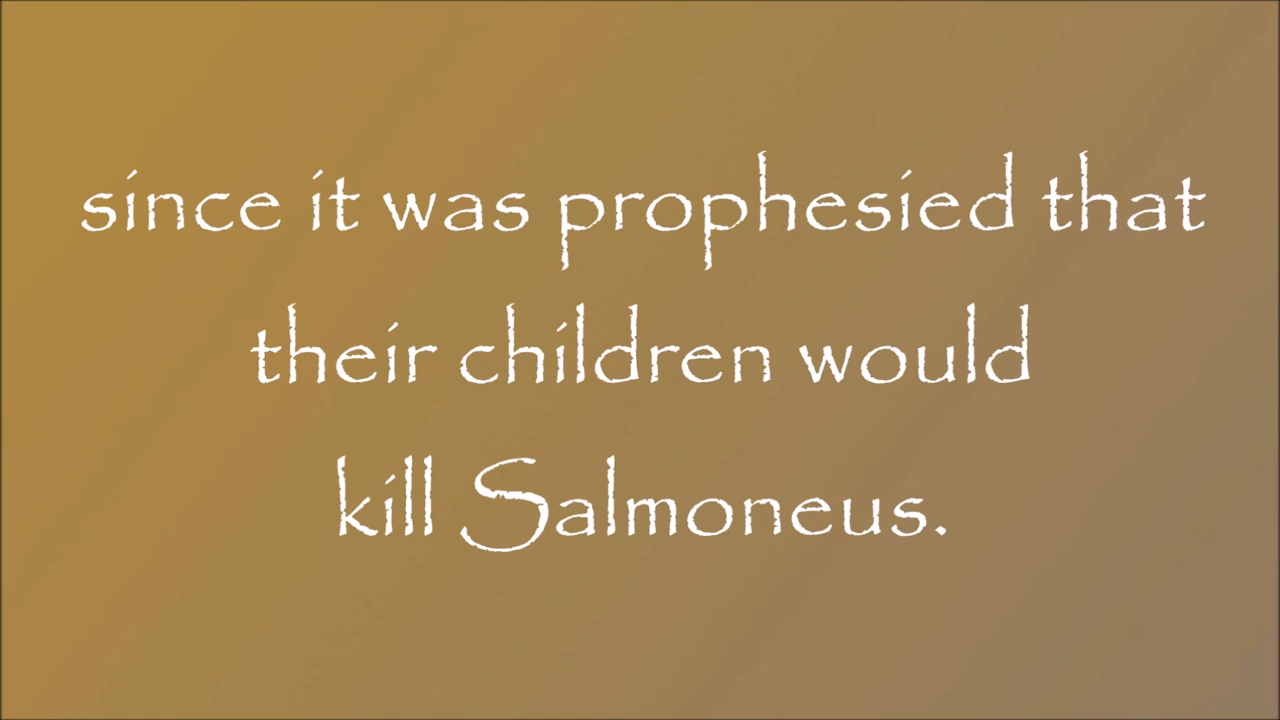 since it was prophesied that
their children would
kill Salmoneus.